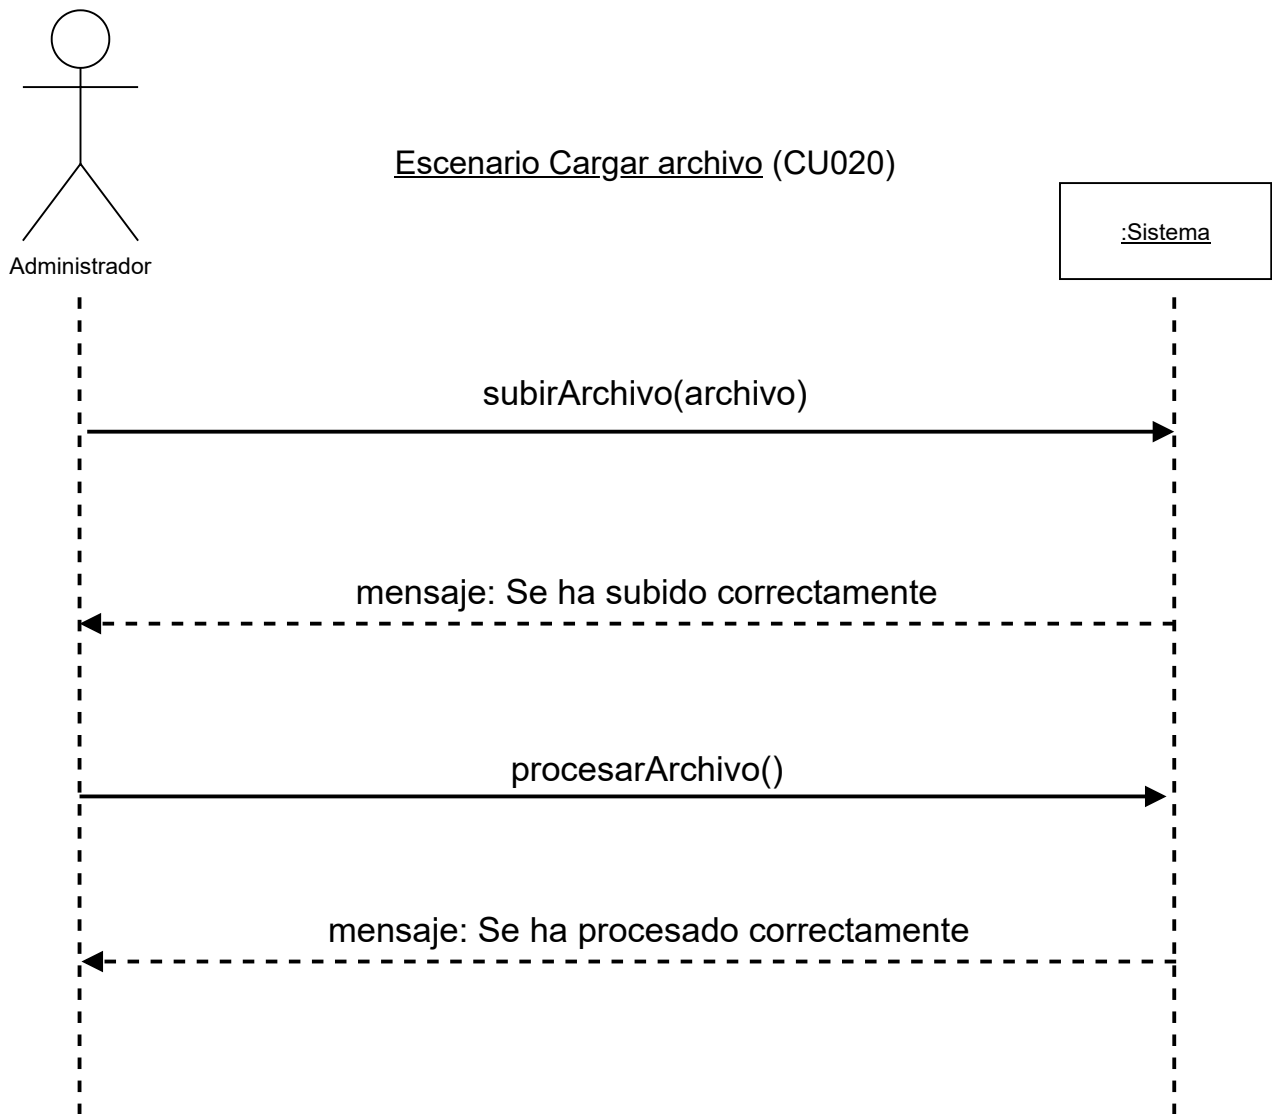 Escenario Cargar archivo (CU020)
:Sistema
Administrador
subirArchivo(archivo)
mensaje: Se ha subido correctamente
procesarArchivo()
mensaje: Se ha procesado correctamente